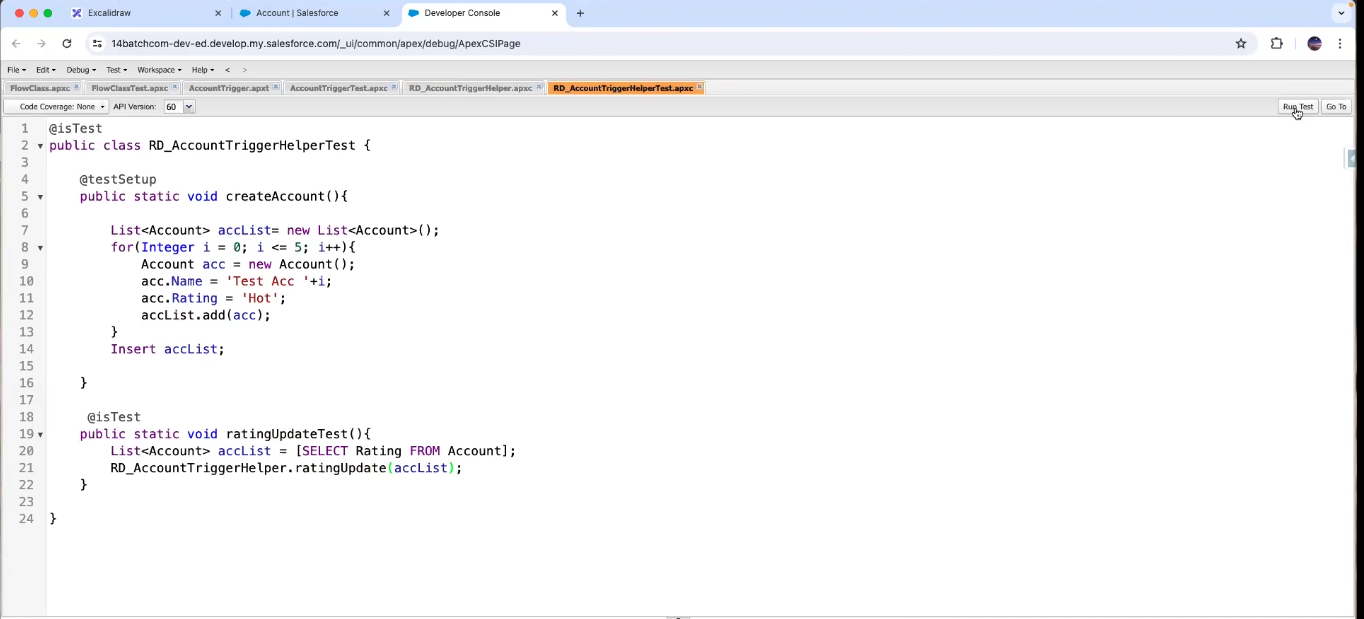 Excalidraw
Account | Salesforce
Developer Console
14batchcom-dev-ed.develop.my.salesforce.com/_ui/common/apex/debug/ApexCSIPage
File Edit Debug Test Workspace Help < >
FlowClass.apxc FlowClassTest.apxc AccountTrigger.apxt AccountTriggerTest.apxc RD_AccountTriggerHelper.apxc RD_AccountTriggerHelperTest.apxc
Code Coverage: None API Version: 60 Run Test Go To
1 @isTest
2 public class RD_AccountTriggerHelperTest {
3
4 @testSetup
5 public static void createAccount(){
6
7 List<Account> accList= new List<Account>();
8 for(Integer i = 0; i <= 5; i++){
9 Account acc = new Account();
10 acc.Name = 'Test Acc '+i;
11 acc.Rating = 'Hot';
12 accList.add(acc);
13 }
14 Insert accList;
15
16 }
17
18 @isTest
19 public static void ratingUpdateTest(){
20 List<Account> accList = [SELECT Rating FROM Account];
21 RD_AccountTriggerHelper.ratingUpdate(accList);
22 }
23
24 }